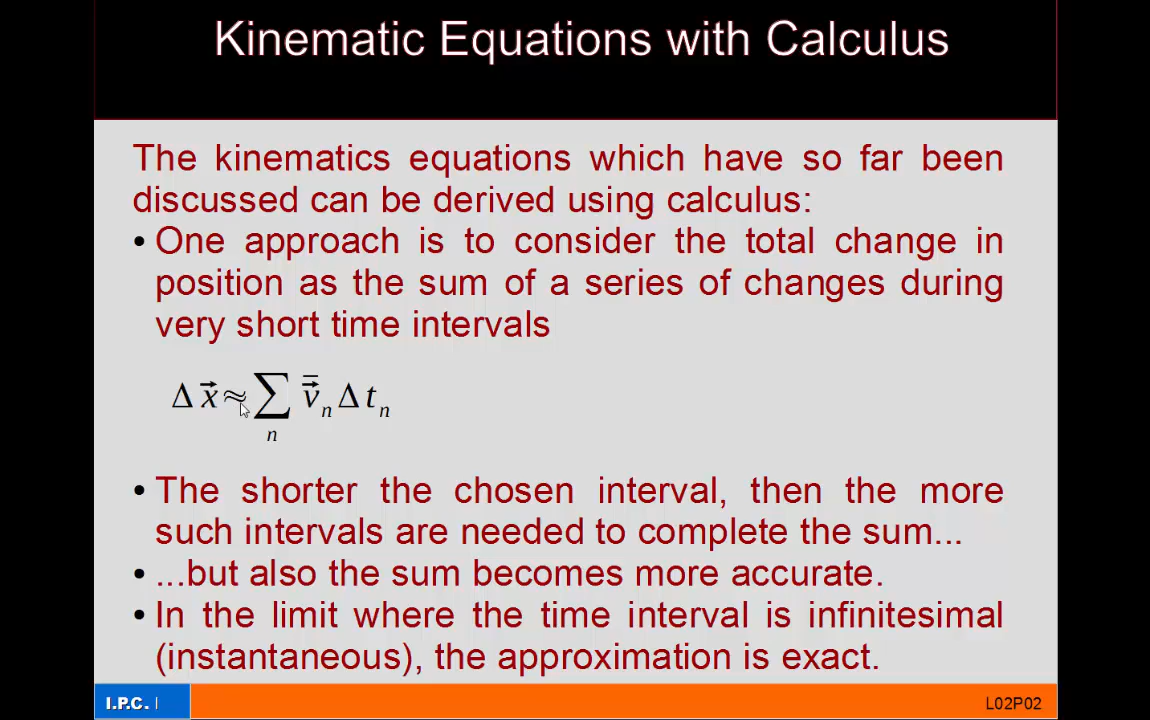 Kinematic Equations with Calculus
The kinematics equations which have so far been
discussed can be derived using calculus:
• One approach is to consider the total change in
position as the sum of a series of changes during
very short time intervals
Δ x⃗ ≈ ∑ₙ v̄⃗ₙ Δ tₙ
• The shorter the chosen interval, then the more
such intervals are needed to complete the sum...
• ...but also the sum becomes more accurate.
• In the limit where the time interval is infinitesimal
(instantaneous), the approximation is exact.
I.P.C. I L02P02